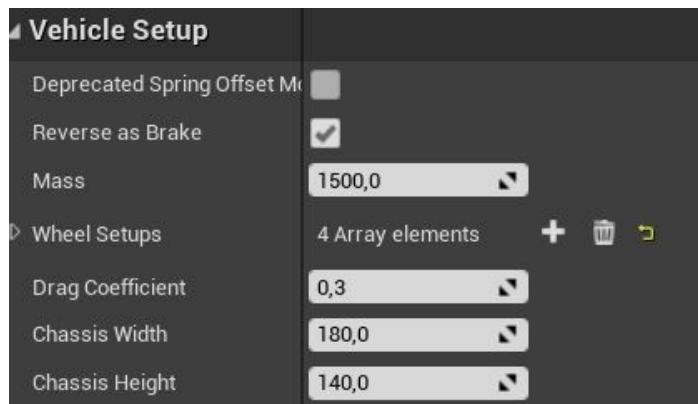 Vehicle Setup
Deprecated Spring Offset Mo
Reverse as Brake
Mass 1500,0
Wheel Setups 4 Array elements
Drag Coefficient 0,3
Chassis Width 180,0
Chassis Height 140,0